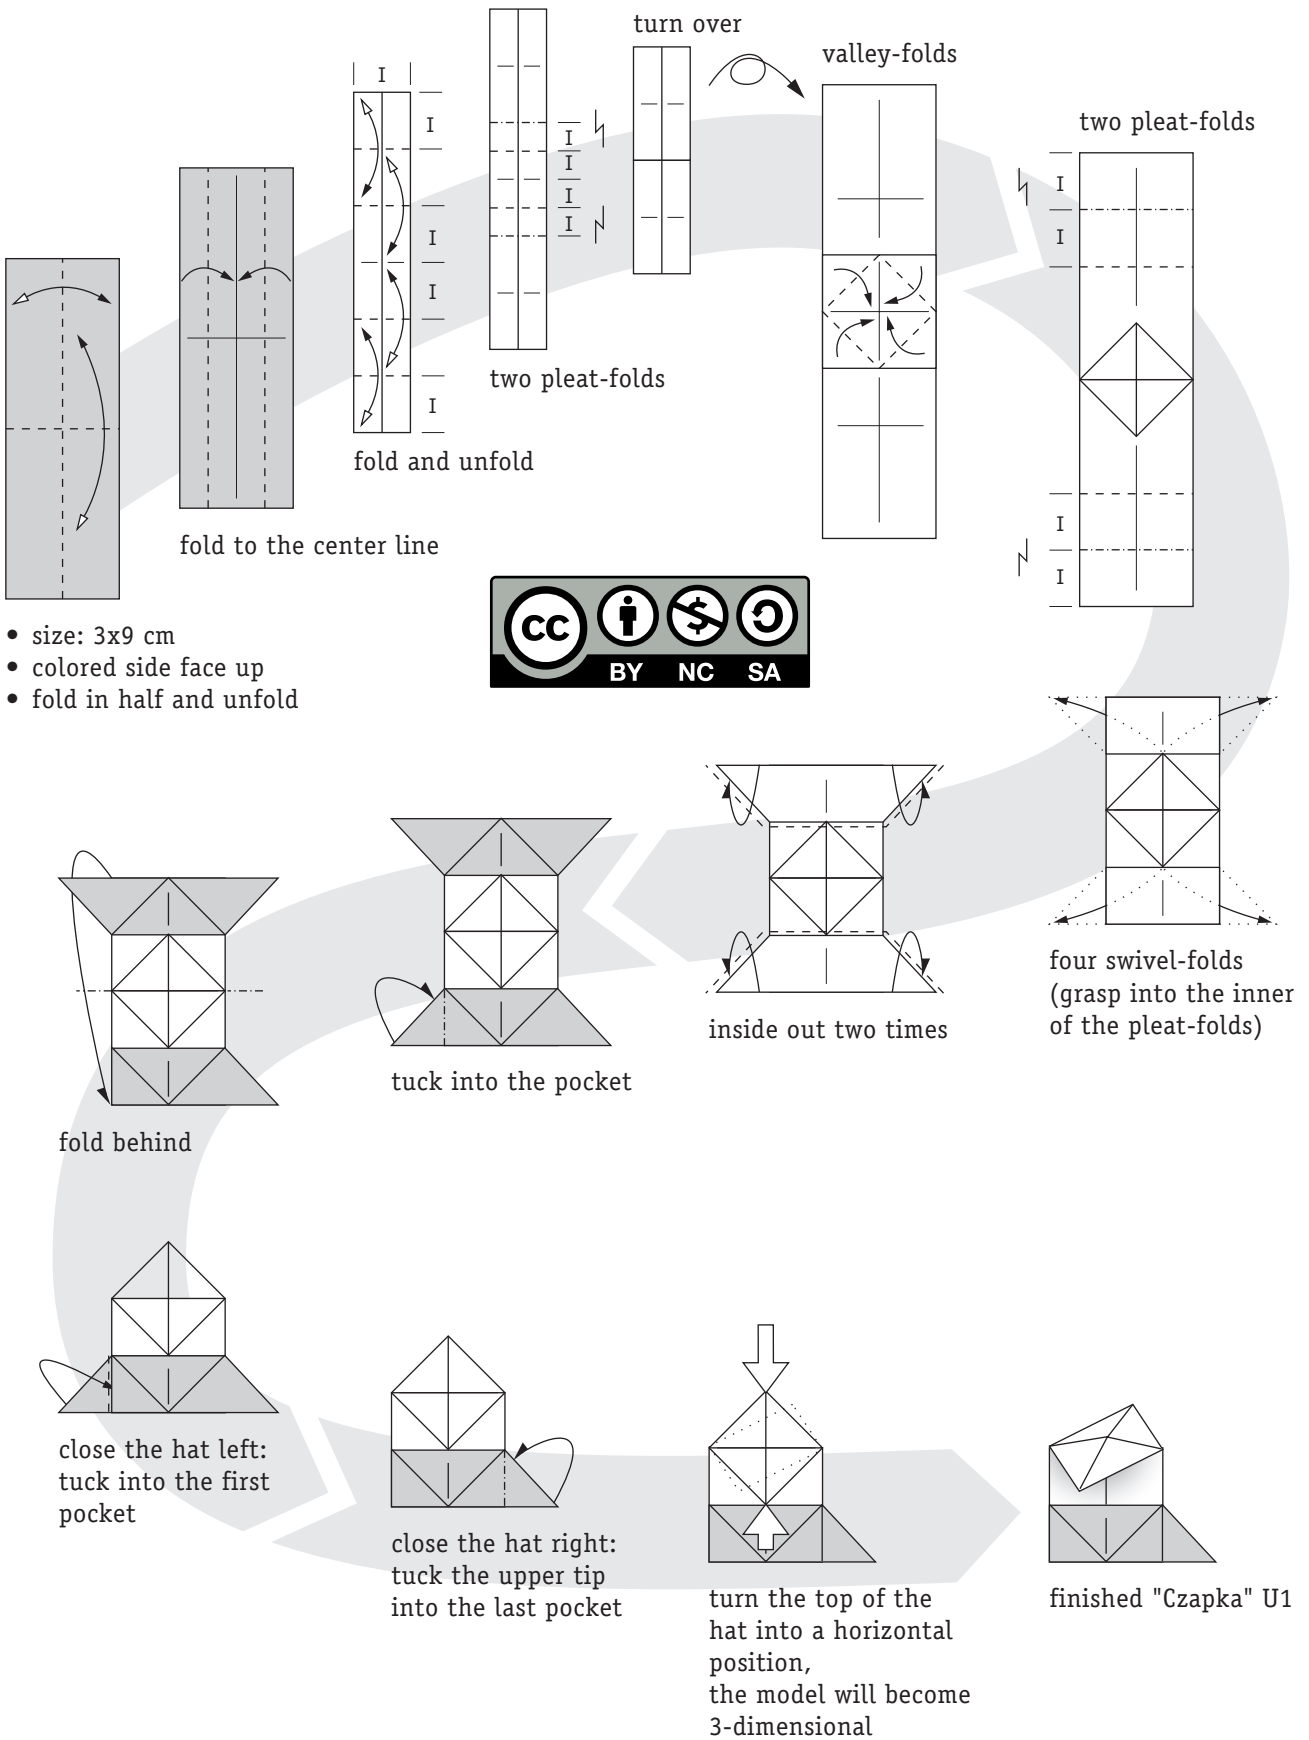 • size: 3x9 cm
• colored side face up
• fold in half and unfold
fold to the center line
I
I
I
I
I
fold and unfold
I
I
I
I
two pleat-folds
turn over
valley-folds
two pleat-folds
I
I
I
I
CC
BY NC SA
four swivel-folds
(grasp into the inner
of the pleat-folds)
inside out two times
tuck into the pocket
fold behind
close the hat left:
tuck into the first
pocket
close the hat right:
tuck the upper tip
into the last pocket
turn the top of the
hat into a horizontal
position,
the model will become
3-dimensional
finished "Czapka" U1